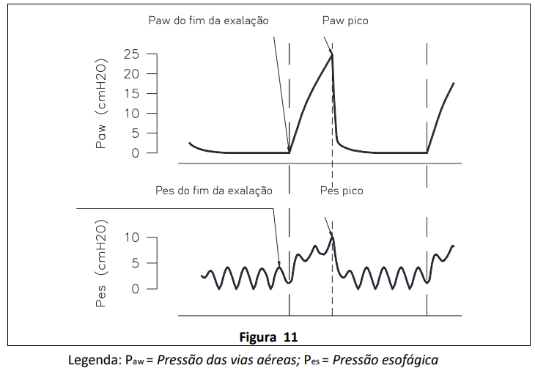 Paw do fim da exalação Paw pico
Paw (cmH2O)
25
20
15
10
5
0
Pes do fim da exalação Pes pico
Pes (cmH2O)
10
5
0
Figura 11
Legenda: Paw = Pressão das vias aéreas; Pes = Pressão esofágica